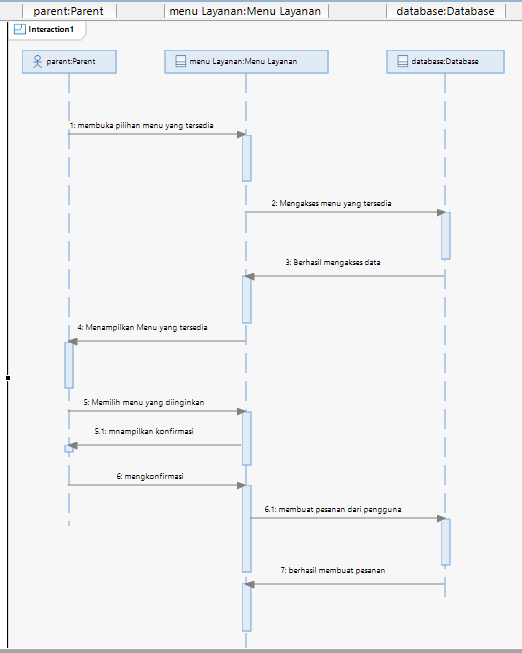 parent:Parent
menu Layanan:Menu Layanan
database:Database
Interaction1
parent:Parent
menu Layanan:Menu Layanan
database:Database
1: membuka pilihan menu yang tersedia
2: Mengakses menu yang tersedia
3: Berhasil mengakses data
4: Menampilkan Menu yang tersedia
5: Memilih menu yang diinginkan
5.1: mnampilkan konfirmasi
6: mengkonfirmasi
6.1: membuat pesanan dari pengguna
7: berhasil membuat pesanan